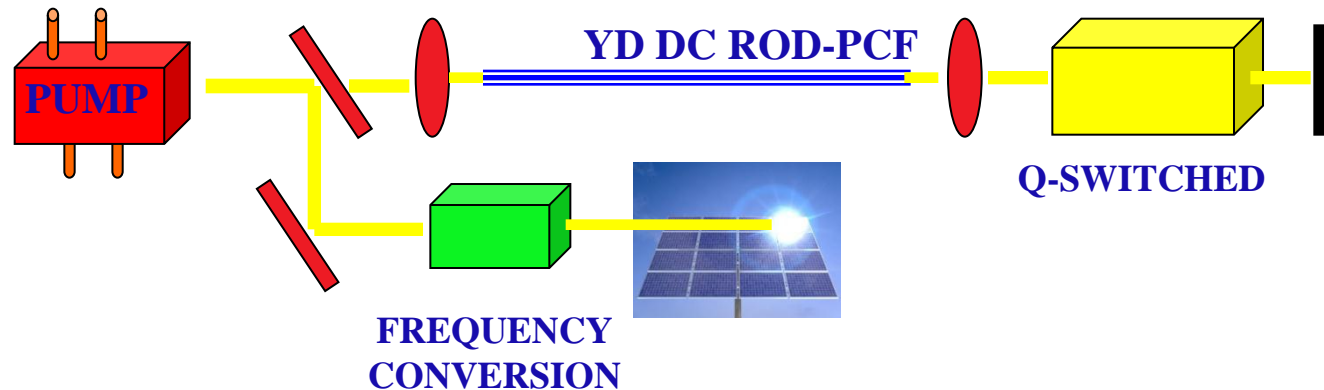 YD DC ROD-PCF
PUMP
Q-SWITCHED
FREQUENCY
CONVERSION